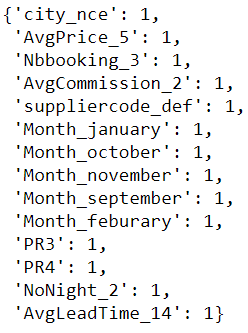 {'city_nce': 1,
'AvgPrice_5': 1,
'Nbbooking_3': 1,
'AvgCommission_2': 1,
'suppliercode_def': 1,
'Month_january': 1,
'Month_october': 1,
'Month_november': 1,
'Month_september': 1,
'Month_feburary': 1,
'PR3': 1,
'PR4': 1,
'NoNight_2': 1,
'AvgLeadTime_14': 1}